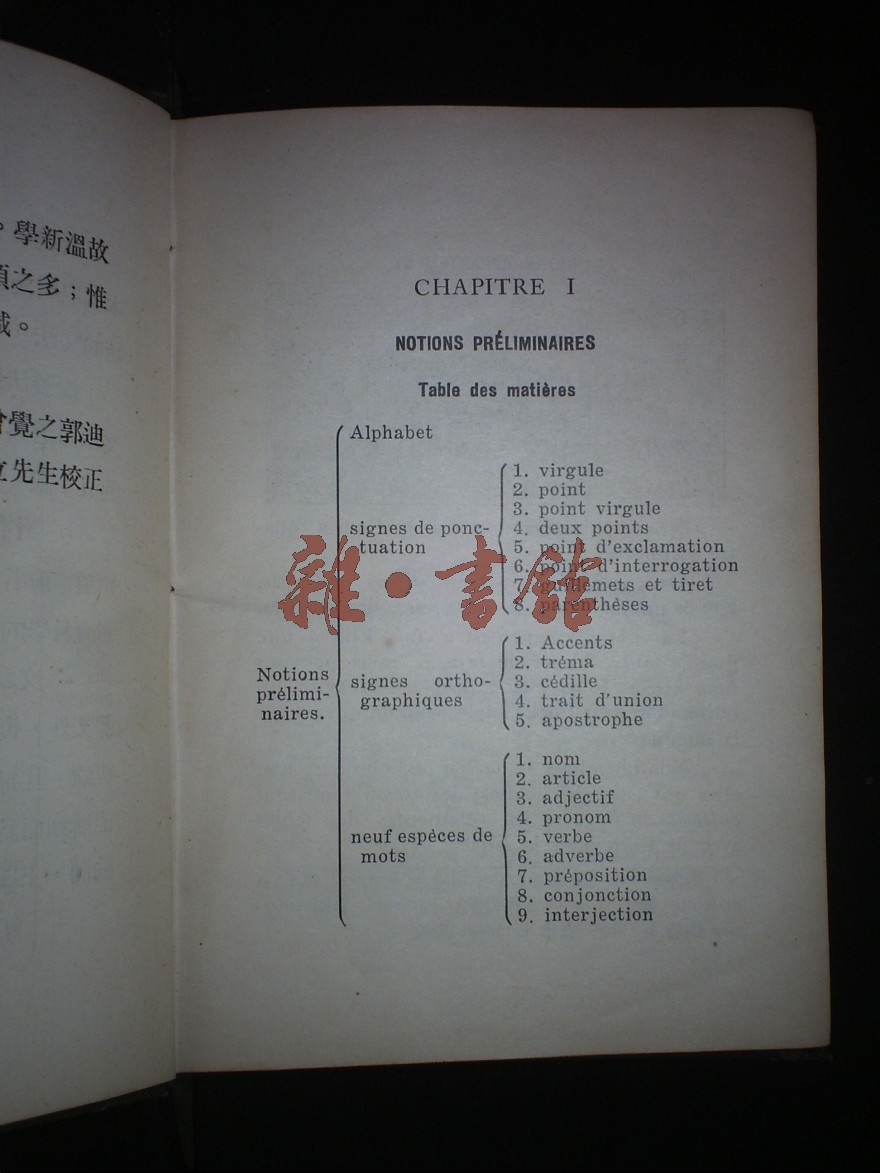 。學新溫故
之多；惟
。
覺之郭迪
先生校正
CHAPITRE I
NOTIONS PRÉLIMINAIRES
Table des matières
Notions
prélimi-
naires.
Alphabet
signes de ponc-
tuation
1. virgule
2. point
3. point virgule
4. deux points
5. point d'exclamation
6. point d'interrogation
7. guillemets et tiret
8. parenthèses
signes ortho-
graphiques
1. Accents
2. tréma
3. cédille
4. trait d'union
5. apostrophe
neuf espèces de
mots
1. nom
2. article
3. adjectif
4. pronom
5. verbe
6. adverbe
7. préposition
8. conjonction
9. interjection
雜·書館